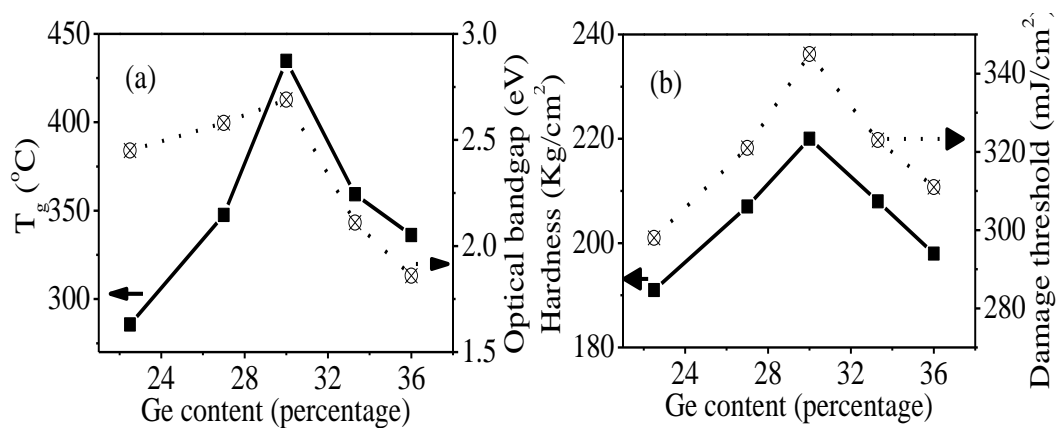 (a)
450
400
350
300
T_g (°C)
3.0
2.5
2.0
1.5
Optical bandgap (eV)
24 28 32 36
Ge content (percentage)
(b)
240
220
200
180
Hardness (Kg/cm²)
340
320
300
280
Damage threshold (mJ/cm²)
24 28 32 36
Ge content (percentage)